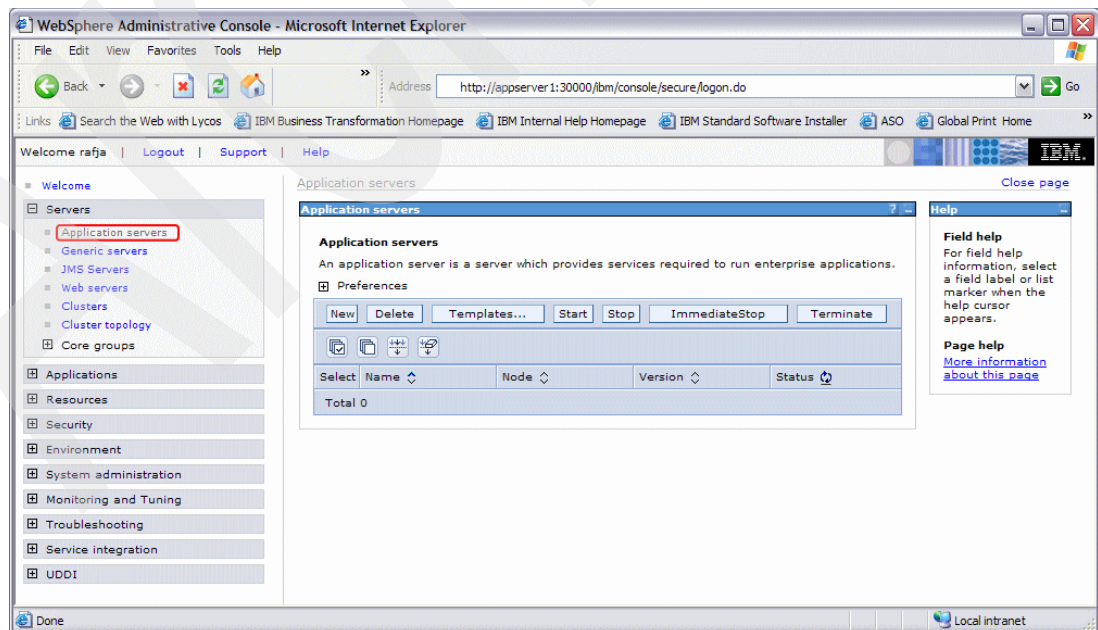 WebSphere Administrative Console - Microsoft Internet Explorer
File Edit View Favorites Tools Help
Back » Address http://appserver1:30000/ibm/console/secure/logon.do Go
Links Search the Web with Lycos IBM Business Transformation Homepage IBM Internal Help Homepage IBM Standard Software Installer ASO Global Print Home »
Welcome rafja | Logout | Support | Help IBM.
Welcome
Application servers Close page
Servers
Application servers
Generic servers
JMS Servers
Web servers
Clusters
Cluster topology
Core groups
Applications
Resources
Security
Environment
System administration
Monitoring and Tuning
Troubleshooting
Service integration
UDDI
Application servers ? –
Application servers
An application server is a server which provides services required to run enterprise applications.
Preferences
New Delete Templates... Start Stop ImmediateStop Terminate
Select Name Node Version Status
Total 0
Help –
Field help
For field help
information, select
a field label or list
marker when the
help cursor
appears.
Page help
More information
about this page
Done Local intranet